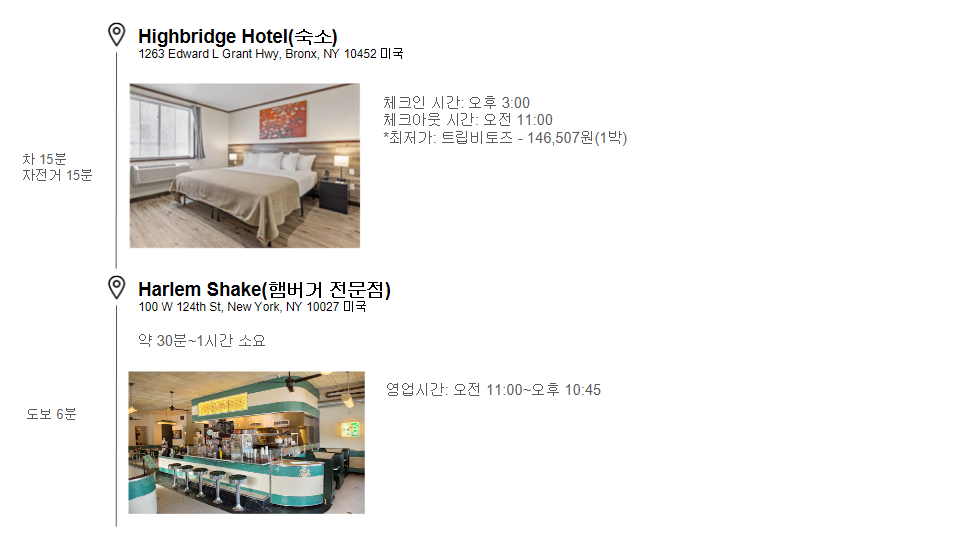 Highbridge Hotel(숙소)
1263 Edward L Grant Hwy, Bronx, NY 10452 미국
체크인 시간: 오후 3:00
체크아웃 시간: 오전 11:00
*최저가: 트립비토즈 - 146,507원(1박)
차 15분
자전거 15분
Harlem Shake(햄버거 전문점)
100 W 124th St, New York, NY 10027 미국
약 30분~1시간 소요
영업시간: 오전 11:00~오후 10:45
도보 6분